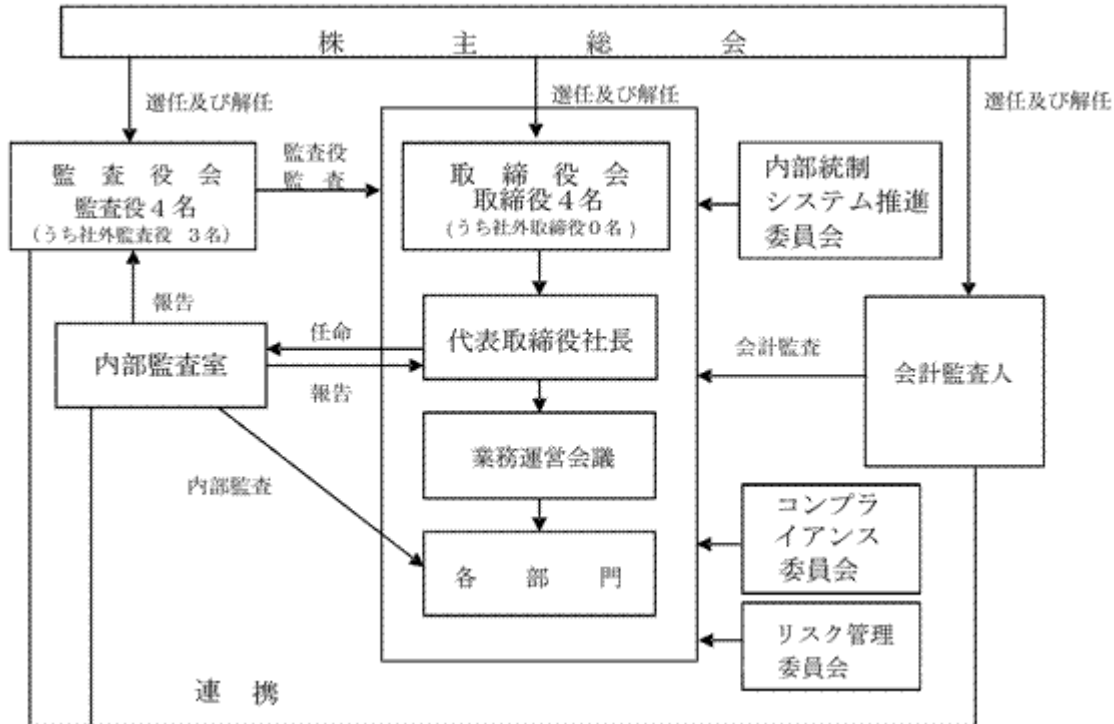 株主総会
選任及び解任
選任及び解任
選任及び解任
監査役会
監査役４名
（うち社外監査役 ３名）
監査役
監査
取締役会
取締役４名
(うち社外取締役０名)
内部統制
システム推進
委員会
報告
内部監査室
任命
報告
代表取締役社長
会計監査
会計監査人
業務運営会議
内部監査
各部門
コンプラ
イアンス
委員会
リスク管理
委員会
連携